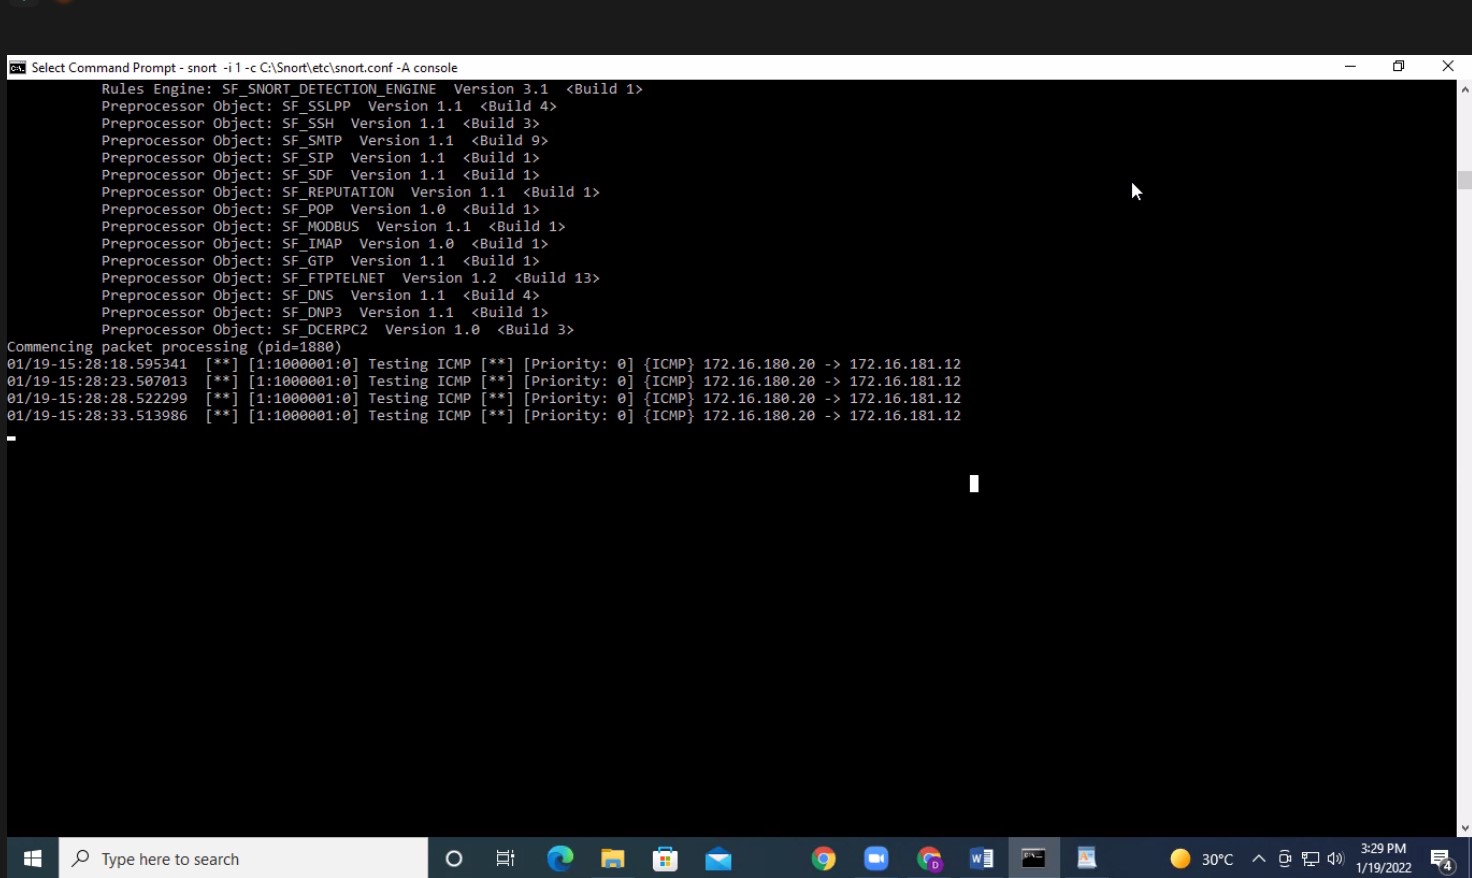 Select Command Prompt - snort  -i 1 -c C:\Snort\etc\snort.conf -A console
Rules Engine: SF_SNORT_DETECTION_ENGINE  Version 3.1  <Build 1>
Preprocessor Object: SF_SSLPP  Version 1.1  <Build 4>
Preprocessor Object: SF_SSH  Version 1.1  <Build 3>
Preprocessor Object: SF_SMTP  Version 1.1  <Build 9>
Preprocessor Object: SF_SIP  Version 1.1  <Build 1>
Preprocessor Object: SF_SDF  Version 1.1  <Build 1>
Preprocessor Object: SF_REPUTATION  Version 1.1  <Build 1>
Preprocessor Object: SF_POP  Version 1.0  <Build 1>
Preprocessor Object: SF_MODBUS  Version 1.1  <Build 1>
Preprocessor Object: SF_IMAP  Version 1.0  <Build 1>
Preprocessor Object: SF_GTP  Version 1.1  <Build 1>
Preprocessor Object: SF_FTPTELNET  Version 1.2  <Build 13>
Preprocessor Object: SF_DNS  Version 1.1  <Build 4>
Preprocessor Object: SF_DNP3  Version 1.1  <Build 1>
Preprocessor Object: SF_DCERPC2  Version 1.0  <Build 3>
Commencing packet processing (pid=1880)
01/19-15:28:18.595341  [**] [1:1000001:0] Testing ICMP [**] [Priority: 0] {ICMP} 172.16.180.20 -> 172.16.181.12
01/19-15:28:23.507013  [**] [1:1000001:0] Testing ICMP [**] [Priority: 0] {ICMP} 172.16.180.20 -> 172.16.181.12
01/19-15:28:28.522299  [**] [1:1000001:0] Testing ICMP [**] [Priority: 0] {ICMP} 172.16.180.20 -> 172.16.181.12
01/19-15:28:33.513986  [**] [1:1000001:0] Testing ICMP [**] [Priority: 0] {ICMP} 172.16.180.20 -> 172.16.181.12
Type here to search
30°C
3:29 PM
1/19/2022
4